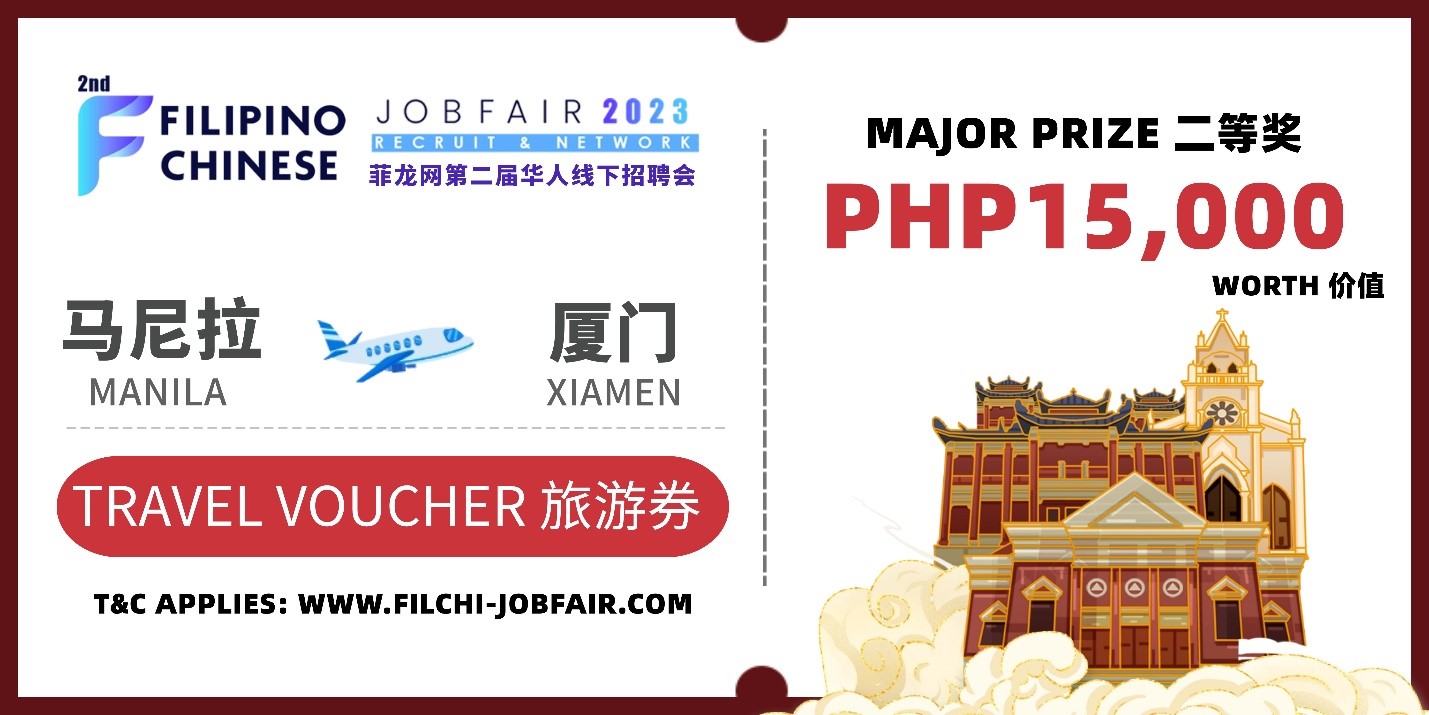 2nd
FILIPINO
CHINESE
JOBFAIR 2023
RECRUIT & NETWORK
菲龙网第二届华人线下招聘会
马尼拉
MANILA
厦门
XIAMEN
TRAVEL VOUCHER 旅游券
T&C APPLIES: WWW.FILCHI-JOBFAIR.COM
MAJOR PRIZE 二等奖
PHP15,000
WORTH 价值